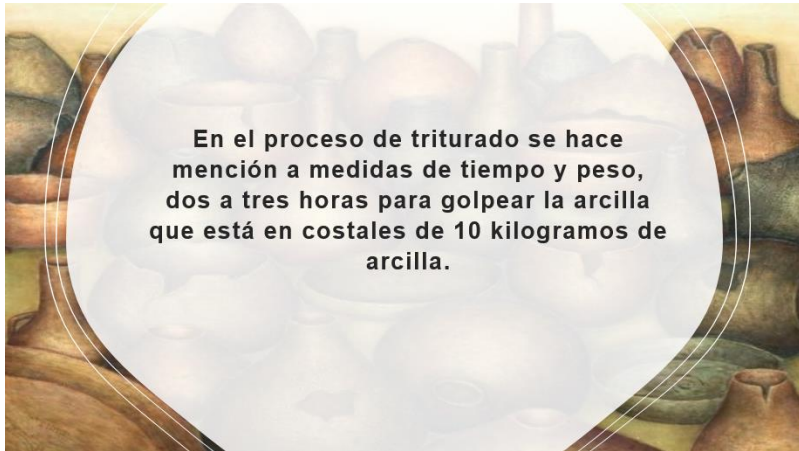 En el proceso de triturado se hace
mención a medidas de tiempo y peso,
dos a tres horas para golpear la arcilla
que está en costales de 10 kilogramos de
arcilla.